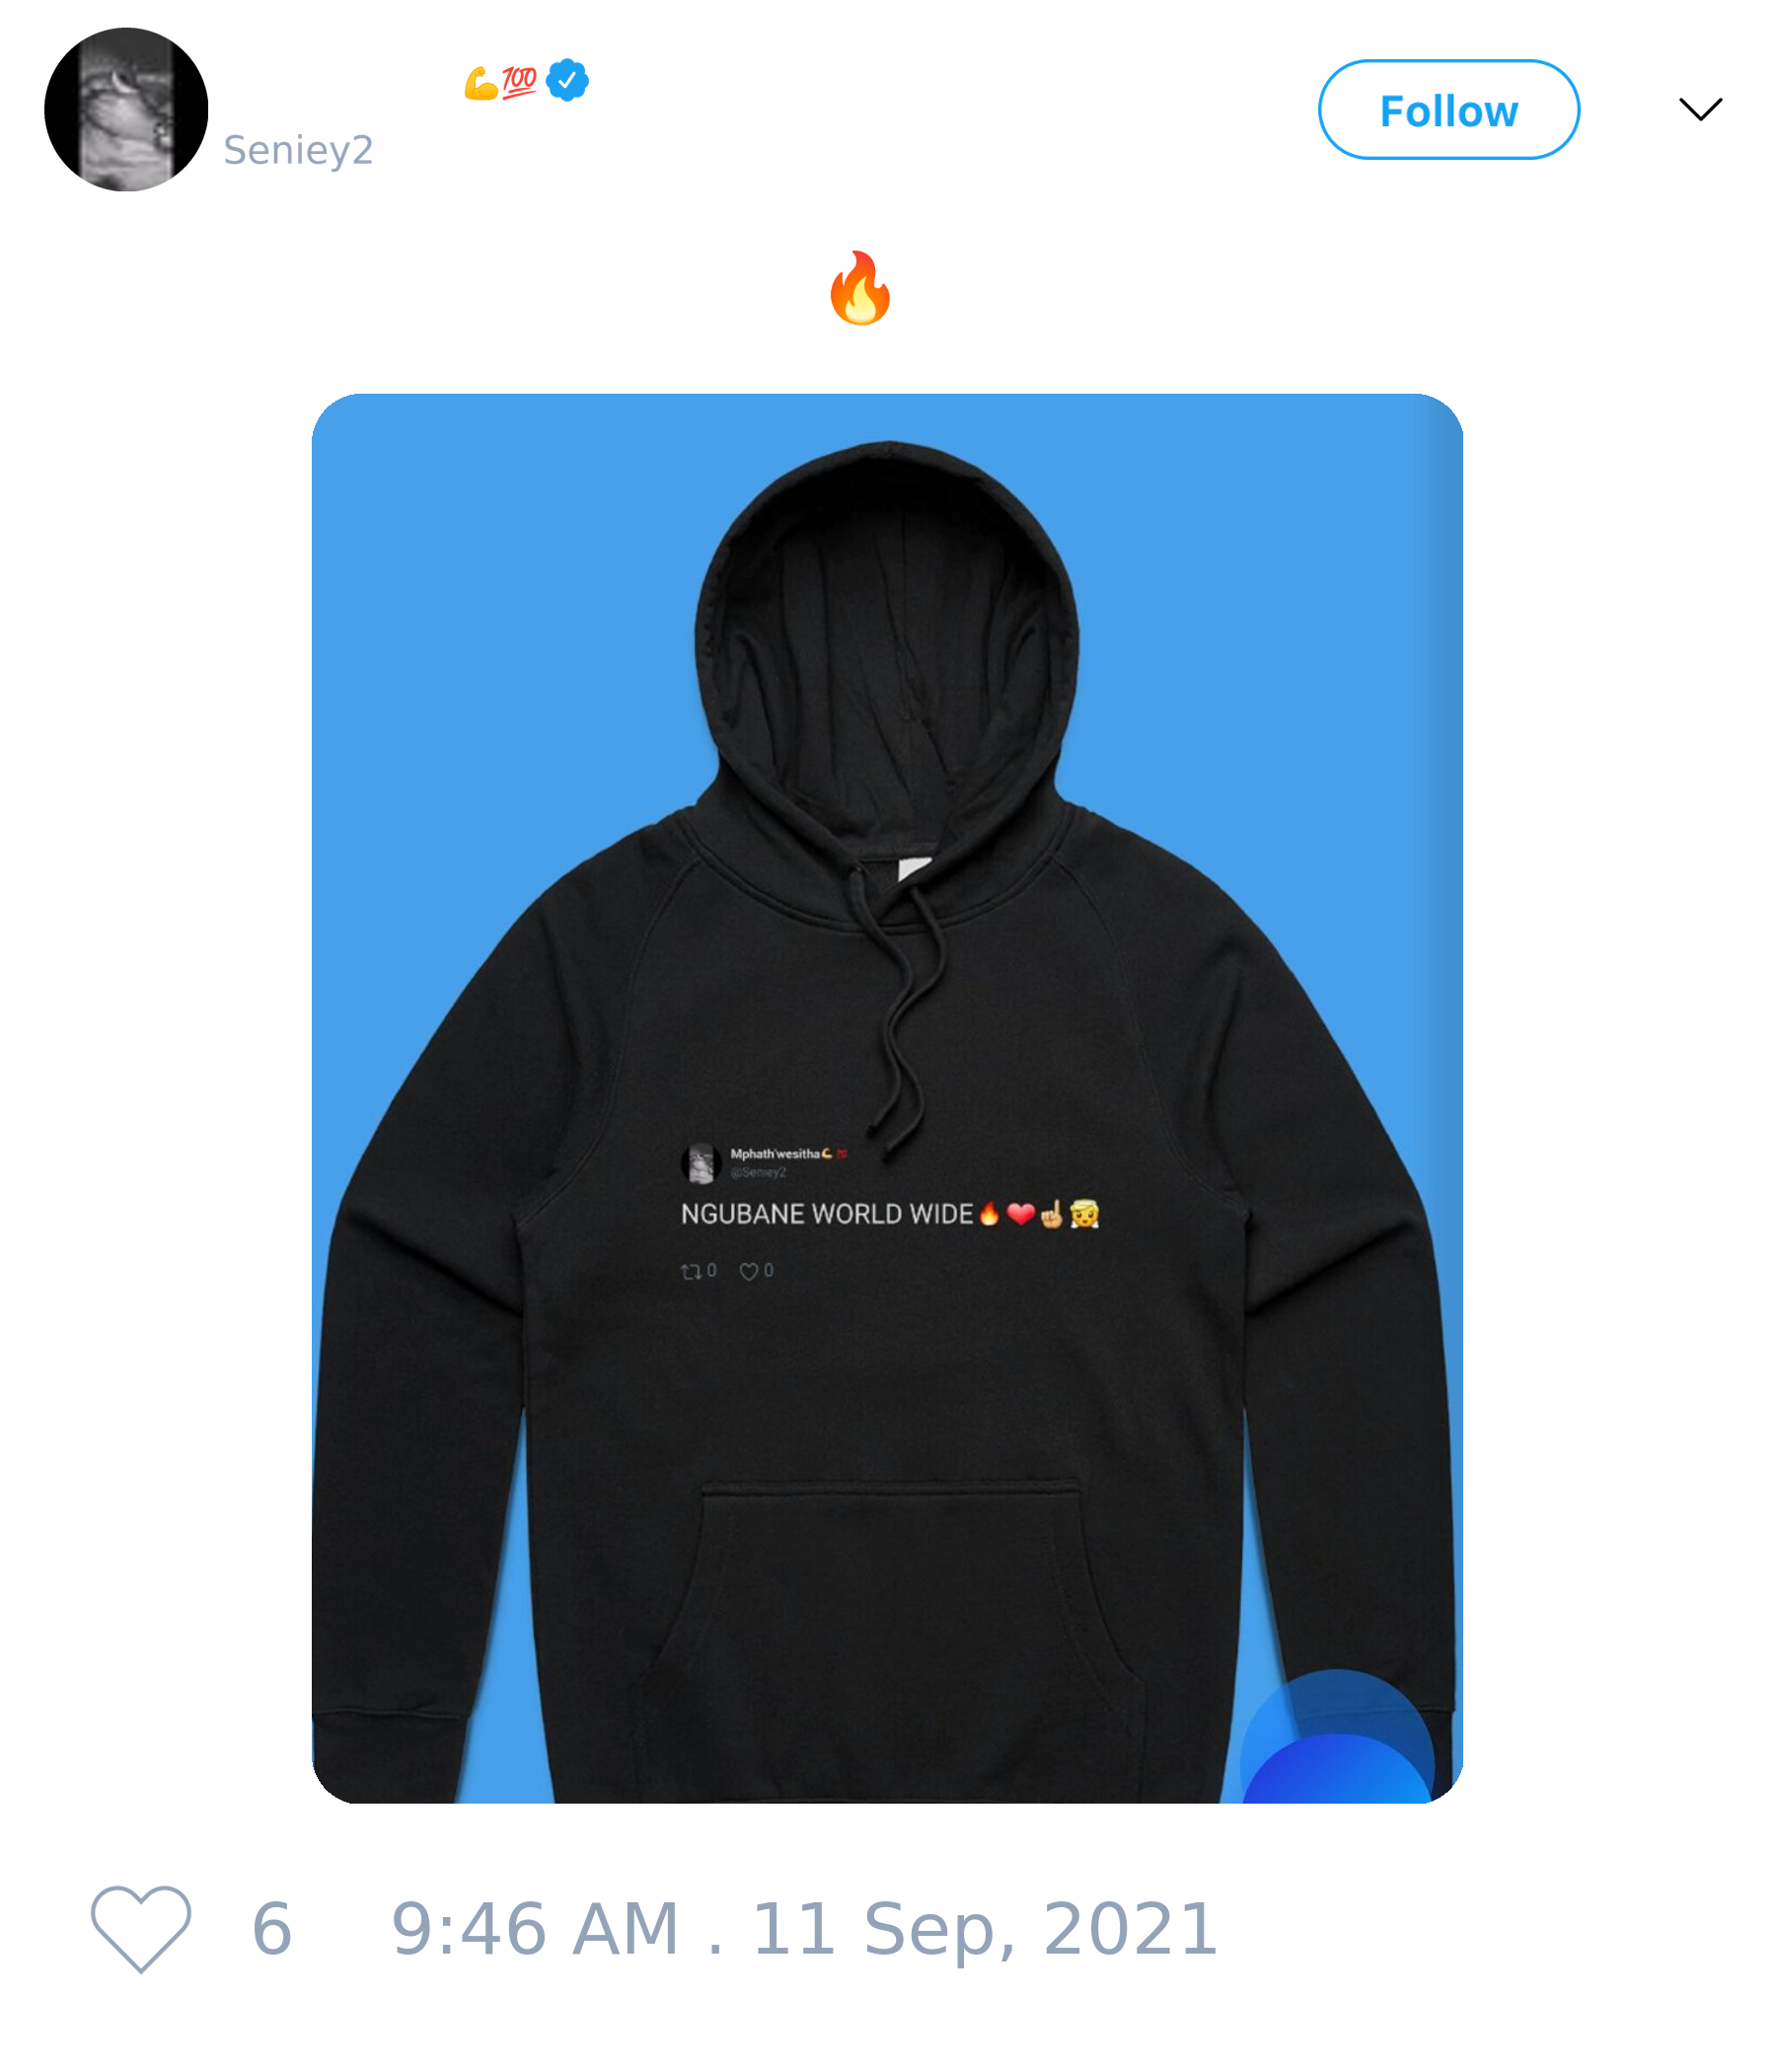 💪💯
Seniey2
Follow
🔥
Mphath'wesitha💪💯
@Seniey2
NGUBANE WORLD WIDE🔥❤️☝🏼👼
0 0
6 9:46 AM . 11 Sep, 2021